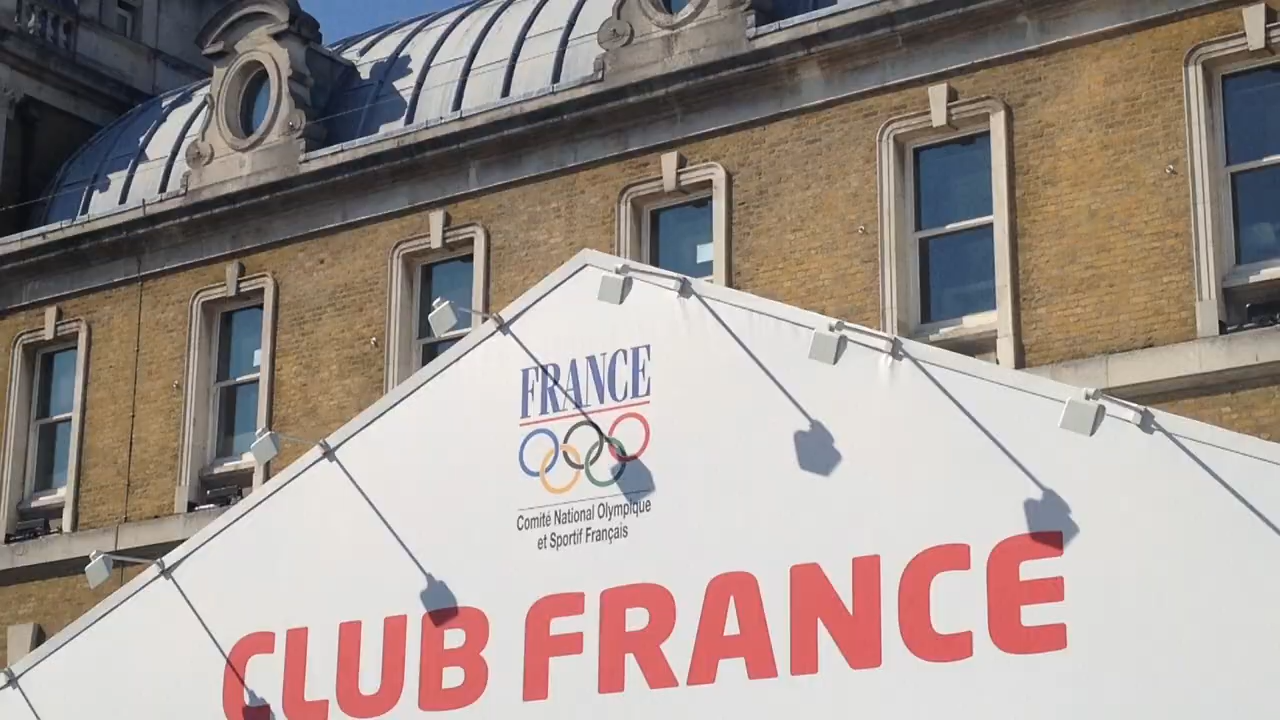 FRANCE
Comité National Olympique
et Sportif Français
CLUB FRANCE